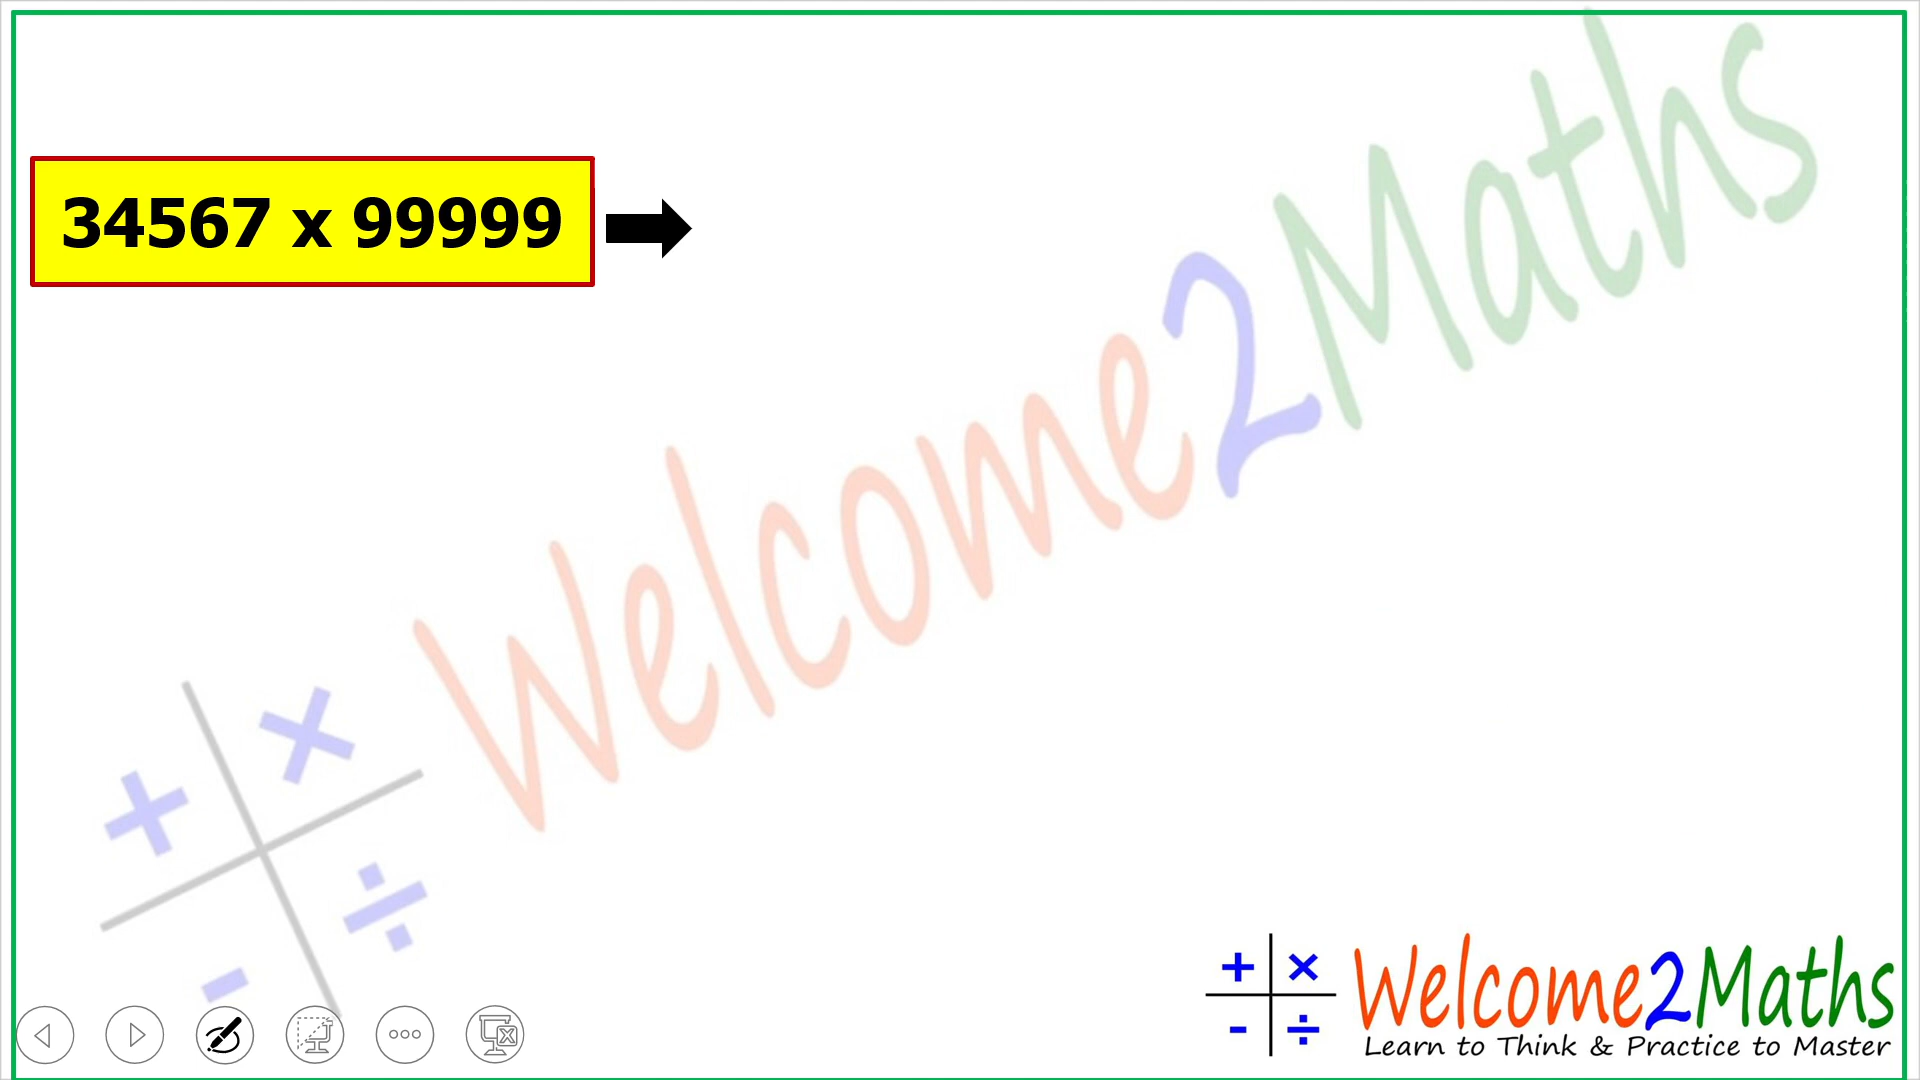 34567 x 99999
Welcome2Maths
+ ×
- ÷
+ ×
- ÷
Welcome2Maths
Learn to Think & Practice to Master